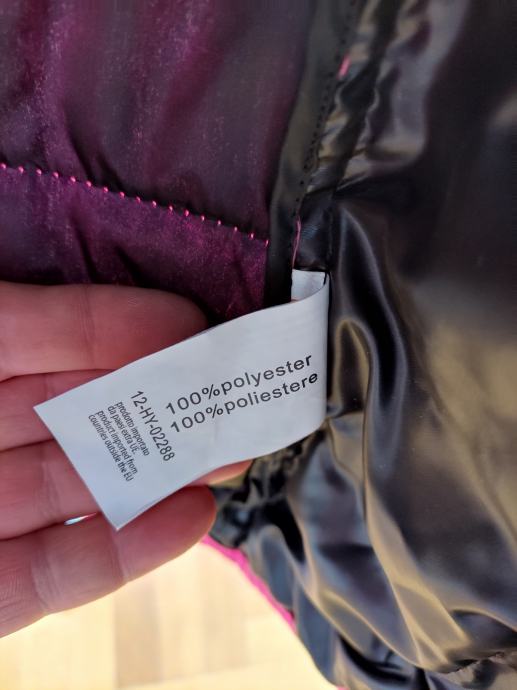 100%polyester
100%poliestere
12-HY-02288
prodotto importato
da paesi extra UE.
product imported from
countries outside the EU